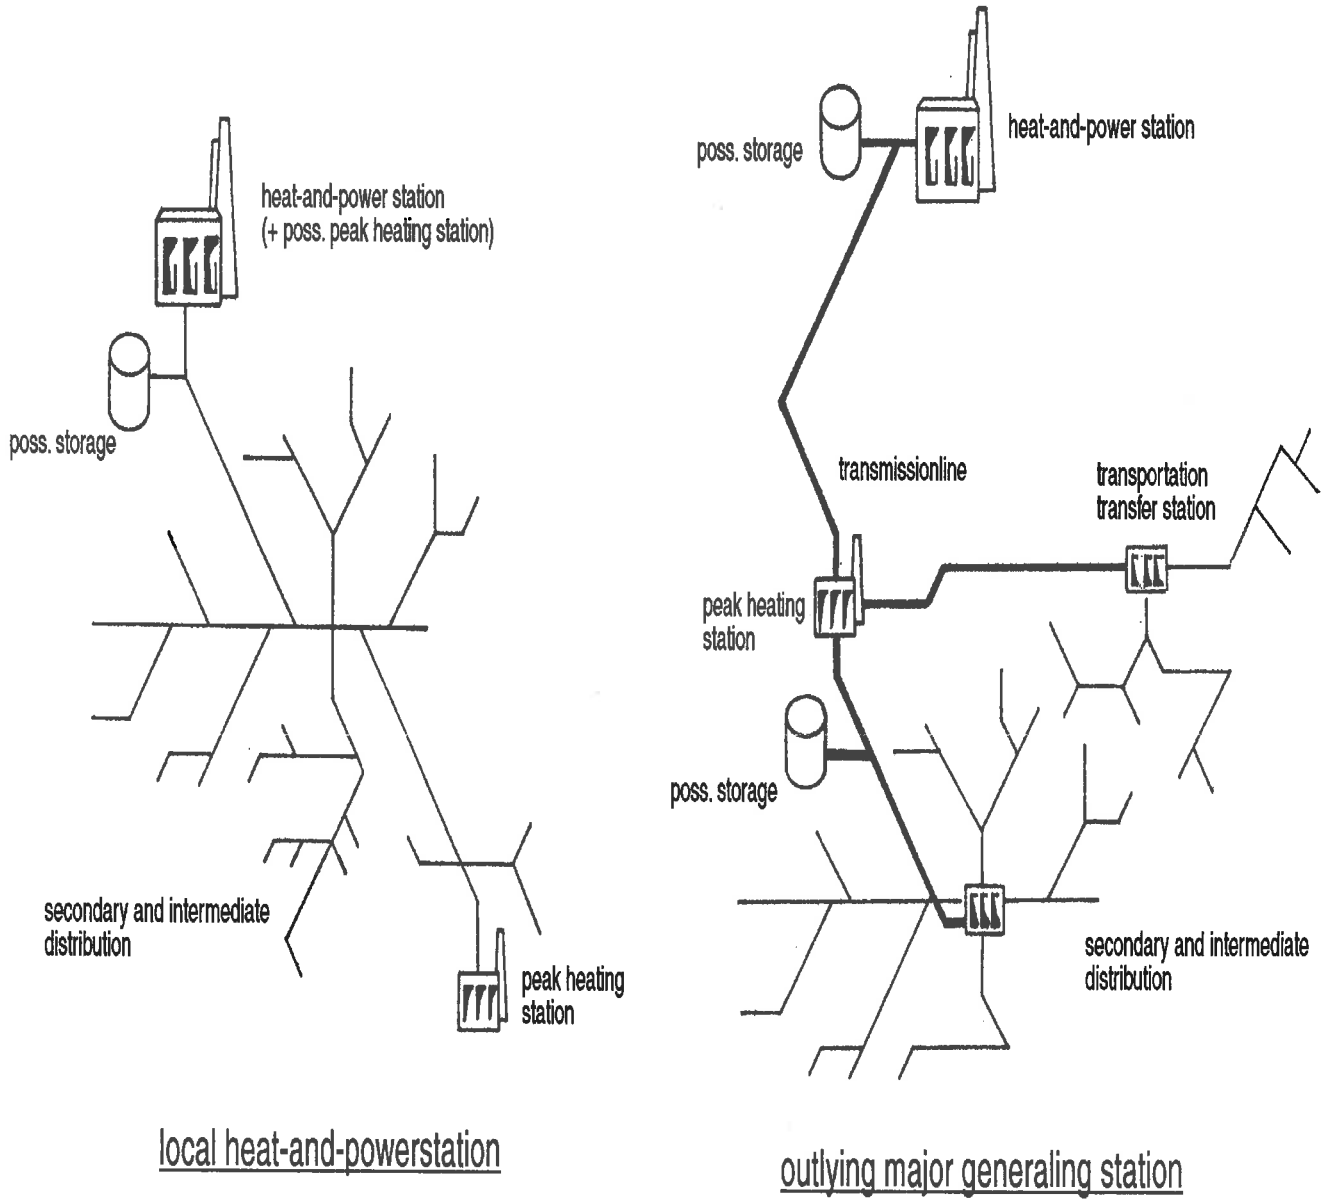 heat-and-power station
(+ poss. peak heating station)
poss. storage
secondary and intermediate
distribution
peak heating
station
local heat-and-powerstation
poss. storage
heat-and-power station
transmissionline
transportation
transfer station
peak heating
station
poss. storage
secondary and intermediate
distribution
outlying major generaling station